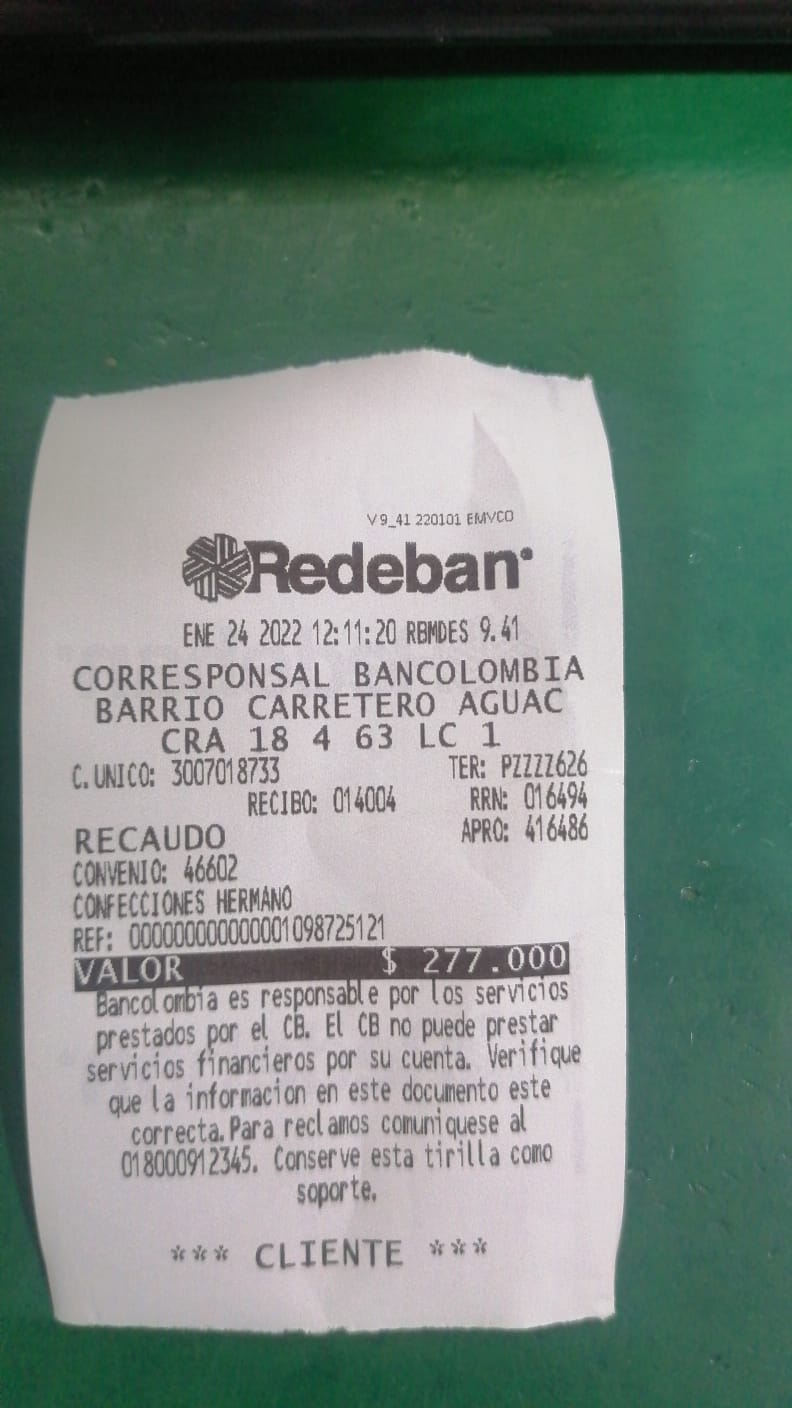 V9_41 220101 EMVCO
Redeban
ENE 24 2022 12:11:20 RBMDES 9.41
CORRESPONSAL BANCOLOMBIA
BARRIO CARRETERO AGUAC
CRA 18 4 63 LC 1
C.UNICO: 3007018733 TER: PZZZZ626
RECIBO: 014004 RRN: 016494
RECAUDO APRO: 416486
CONVENIO: 46602
CONFECCIONES HERMANO
REF: 00000000000001098725121
VALOR $ 277.000
Bancolombia es responsable por los servicios
prestados por el CB. El CB no puede prestar
servicios financieros por su cuenta. Verifique
que la informacion en este documento este
correcta.Para reclamos comuniquese al
018000912345. Conserve esta tirilla como
soporte.
*** CLIENTE ***